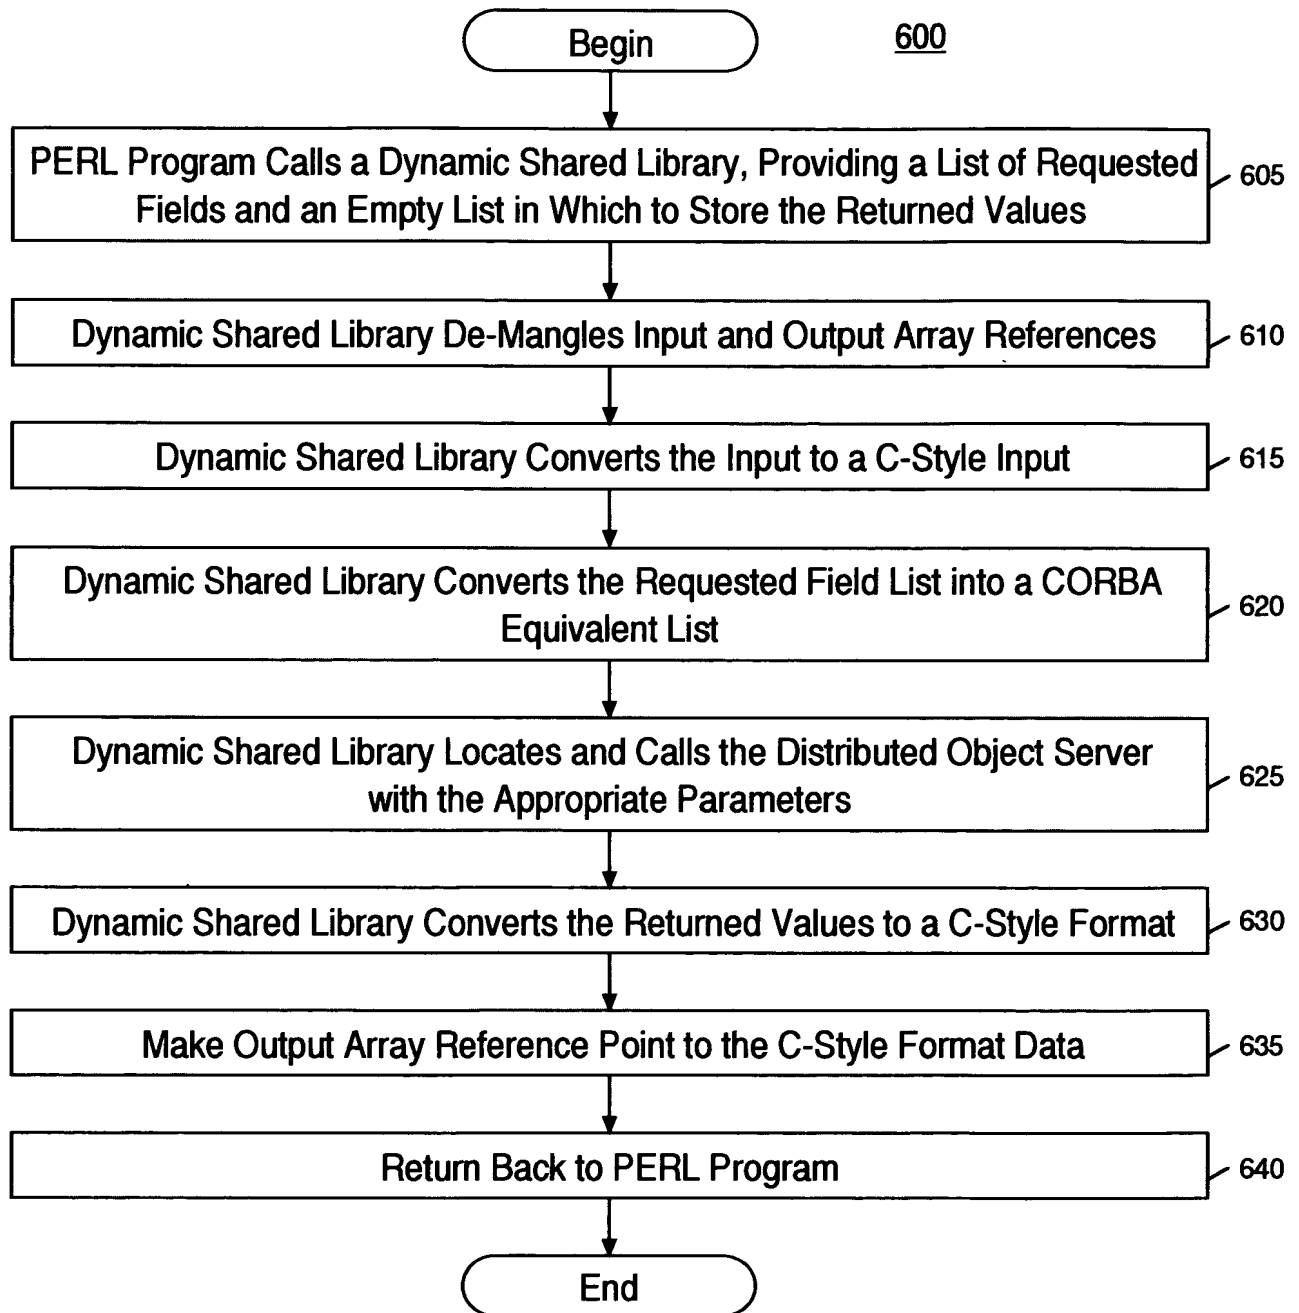 Begin
600
PERL Program Calls a Dynamic Shared Library, Providing a List of Requested
Fields and an Empty List in Which to Store the Returned Values
605
Dynamic Shared Library De-Mangles Input and Output Array References
610
Dynamic Shared Library Converts the Input to a C-Style Input
615
Dynamic Shared Library Converts the Requested Field List into a CORBA
Equivalent List
620
Dynamic Shared Library Locates and Calls the Distributed Object Server
with the Appropriate Parameters
625
Dynamic Shared Library Converts the Returned Values to a C-Style Format
630
Make Output Array Reference Point to the C-Style Format Data
635
Return Back to PERL Program
640
End